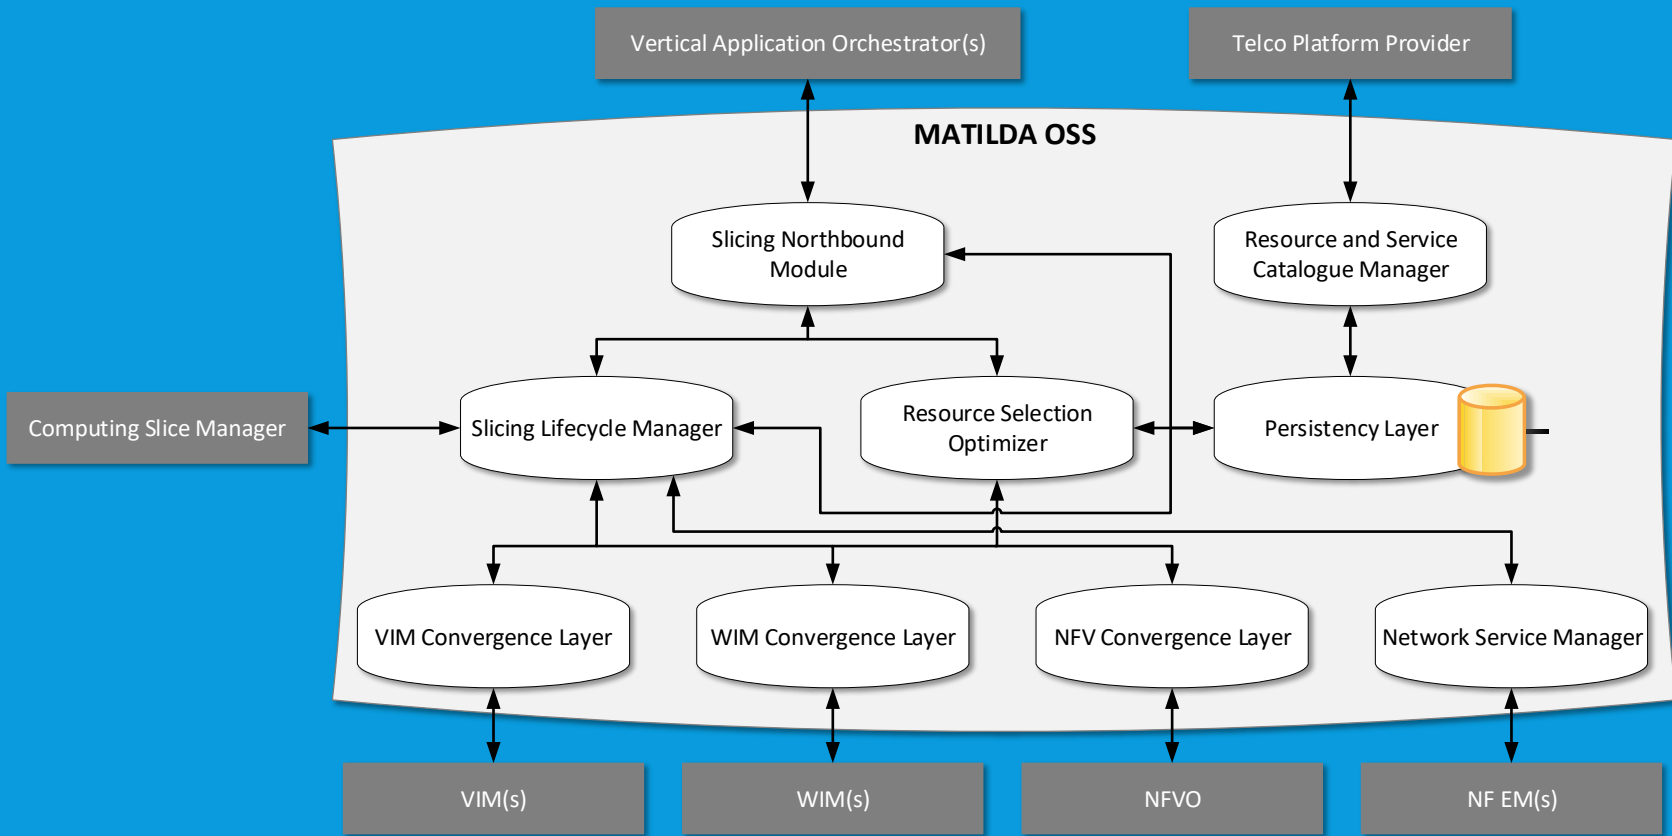 Vertical Application Orchestrator(s)
Telco Platform Provider
MATILDA OSS
Slicing Northbound
Module
Resource and Service
Catalogue Manager
Computing Slice Manager
Slicing Lifecycle Manager
Resource Selection
Optimizer
Persistency Layer
VIM Convergence Layer
WIM Convergence Layer
NFV Convergence Layer
Network Service Manager
VIM(s)
WIM(s)
NFVO
NF EM(s)